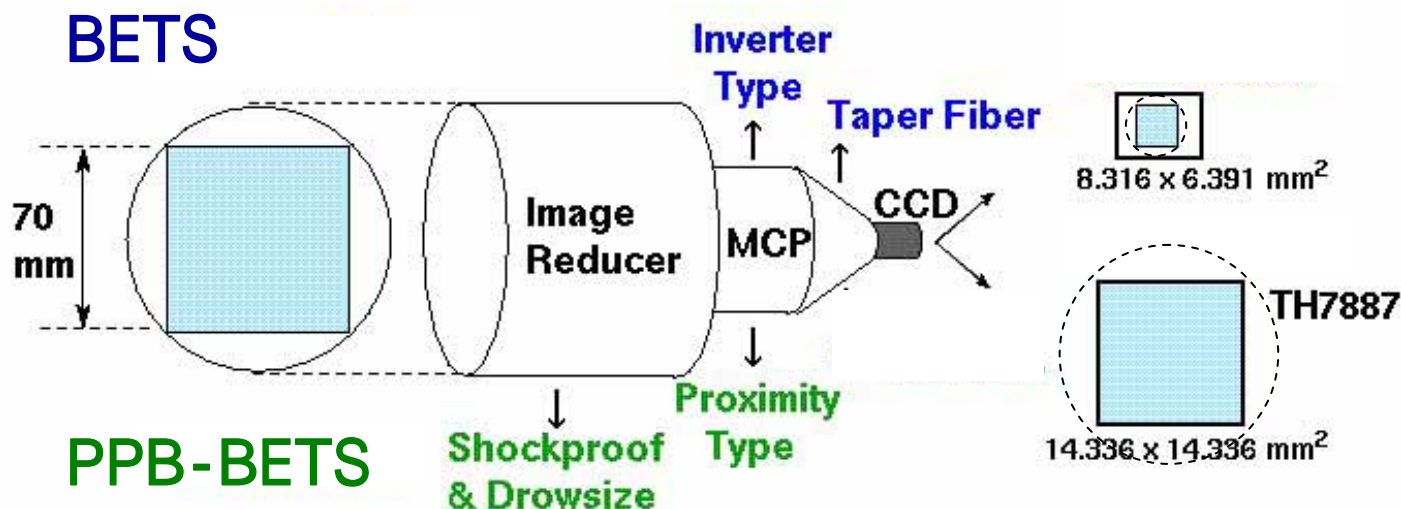 BETS
Inverter
Type
Taper Fiber
8.316 x 6.391 mm²
70
mm
Image
Reducer
MCP
CCD
TH7887
Proximity
Type
14.336 x 14.336 mm²
PPB-BETS
Shockproof
& Drowsize